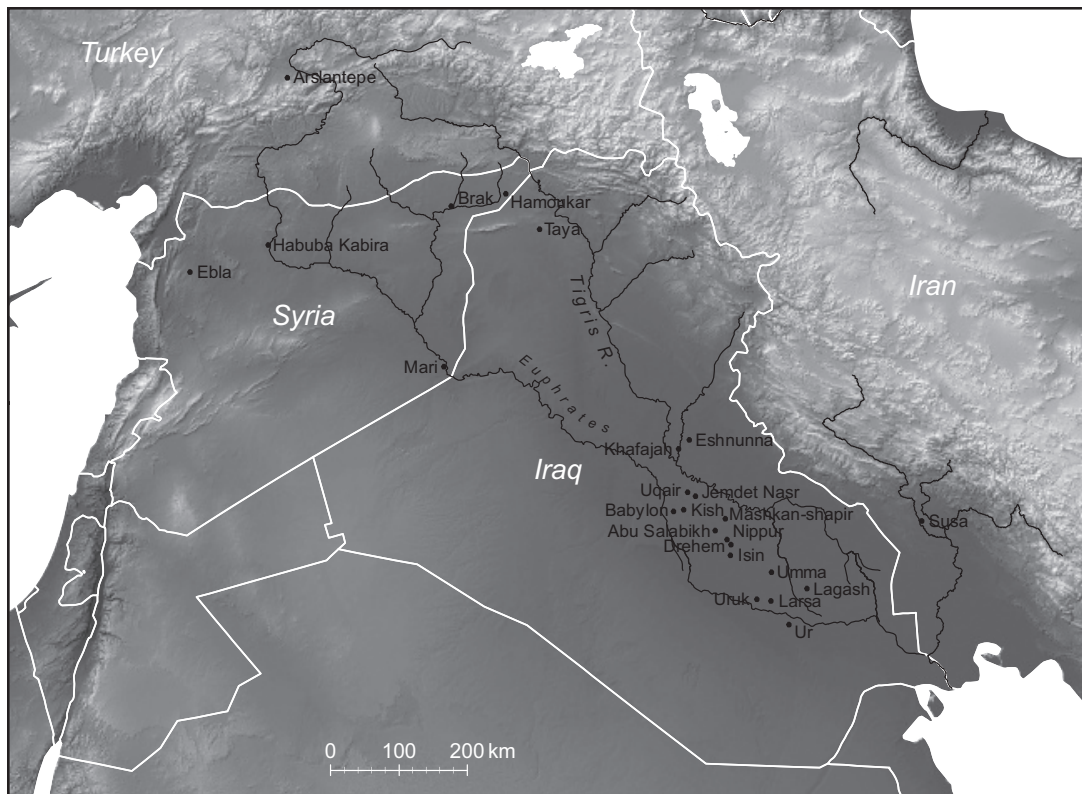 Turkey
Arslantepe
Brak
Hamoukar
Taya
Habuba Kabira
Ebla
Iran
Tigris R.
Syria
Mari
Euphrates
Eshnunna
Khafajah
Iraq
Uqair
Jemdet Nasr
Babylon
Kish
Mashkan-shapir
Susa
Abu Salabikh
Nippur
Drehem
Isin
Umma
Lagash
Uruk
Larsa
Ur
0 100 200 km